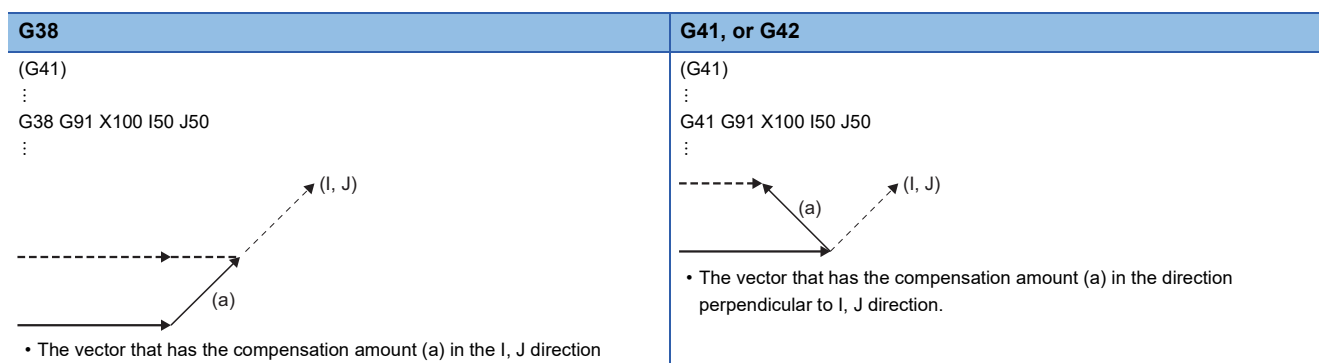 G38
(G41)
⋮
G38 G91 X100 I50 J50
⋮
(I, J)
(a)
• The vector that has the compensation amount (a) in the I, J direction
G41, or G42
(G41)
⋮
G41 G91 X100 I50 J50
⋮
(I, J)
(a)
• The vector that has the compensation amount (a) in the direction
perpendicular to I, J direction.